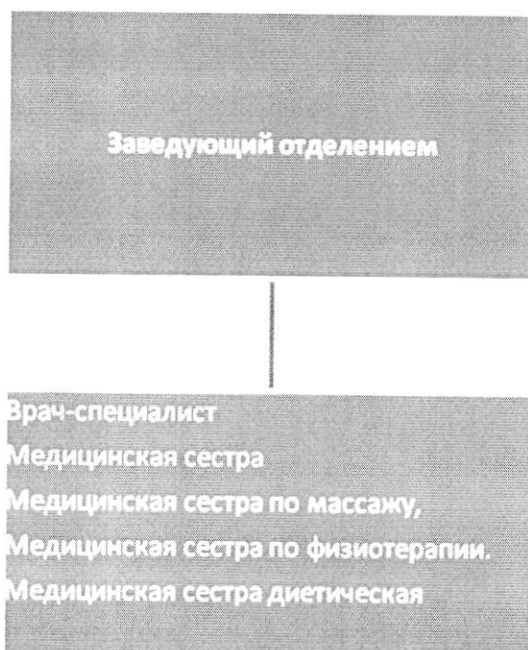 Заведующий отделением
Врач-специалист
Медицинская сестра
Медицинская сестра по массажу,
Медицинская сестра по физиотерапии.
Медицинская сестра диетическая